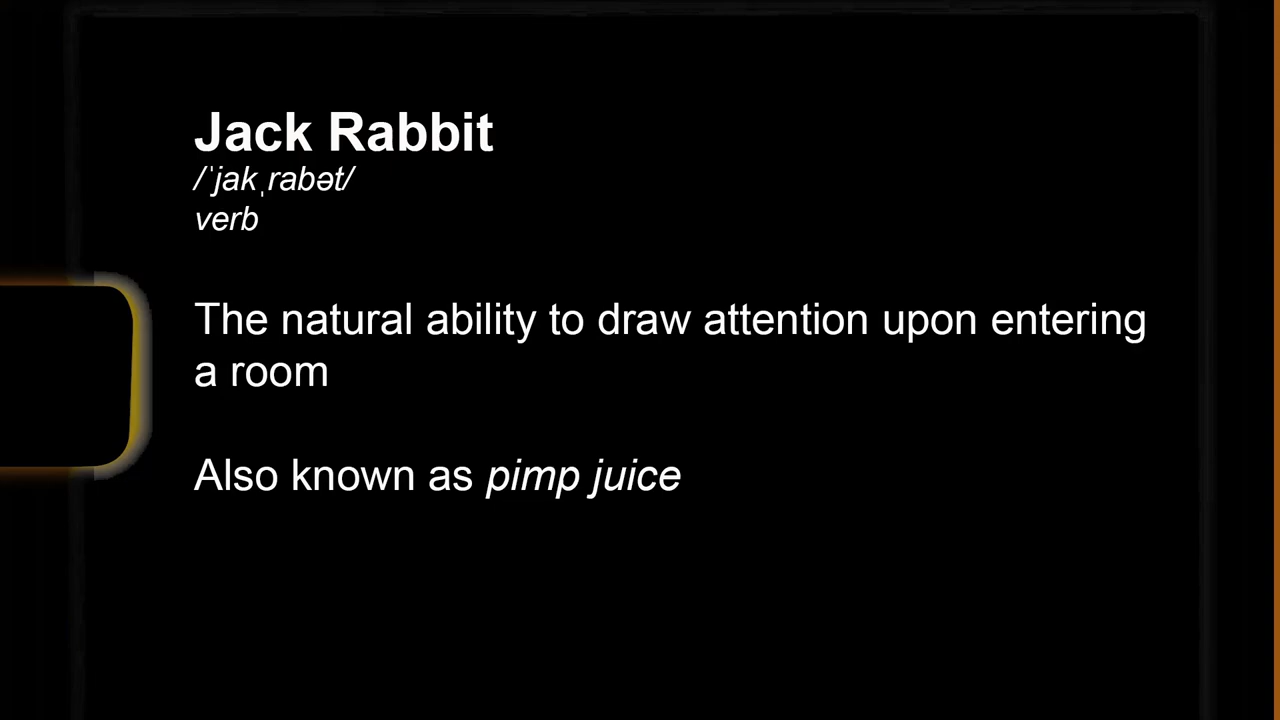 Jack Rabbit
/ˈjakˌrabət/
verb
The natural ability to draw attention upon entering
a room
Also known as pimp juice